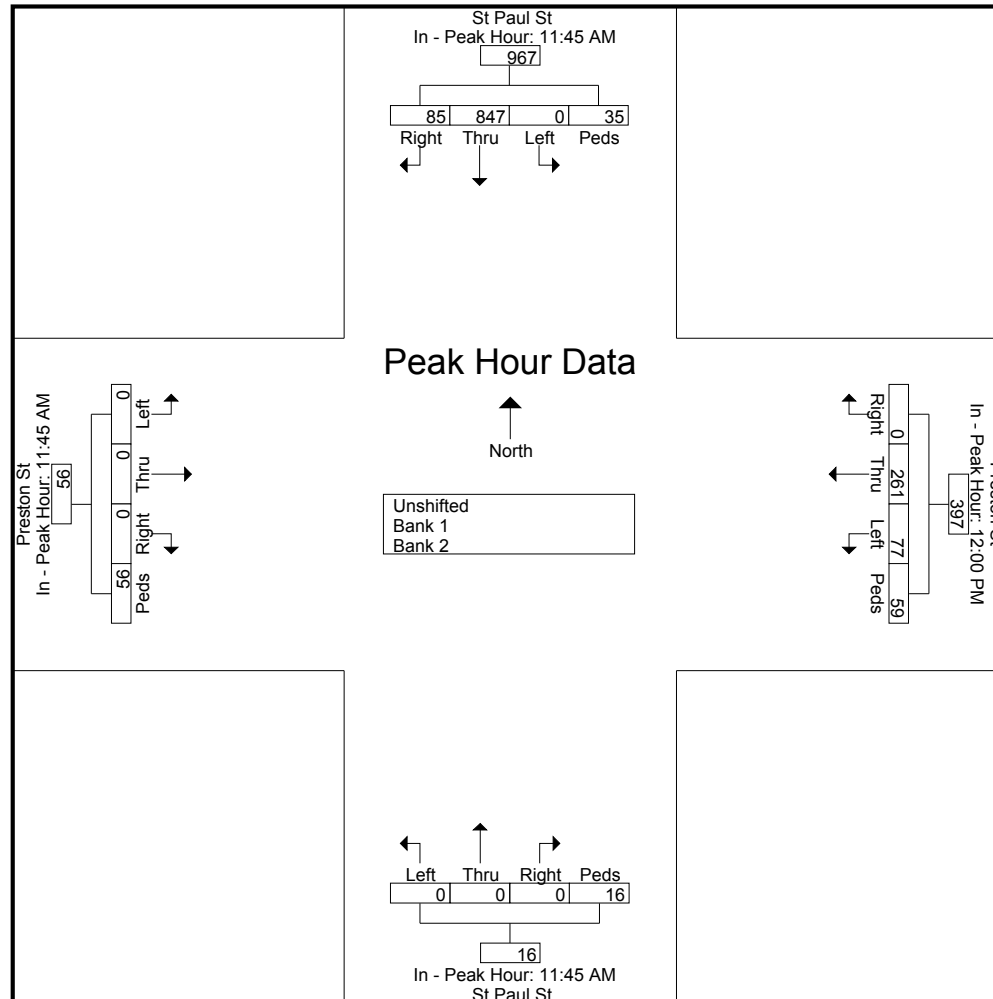 St Paul St
In - Peak Hour: 11:45 AM
967
85 847 0 35
Right Thru Left Peds
Peak Hour Data
North
Unshifted
Bank 1
Bank 2
Preston St
In - Peak Hour: 11:45 AM
56
0 0 0 56
Left Thru Right Peds
Preston St
In - Peak Hour: 12:00 PM
397
0 261 77 59
Right Thru Left Peds
Left Thru Right Peds
0 0 0 16
16
In - Peak Hour: 11:45 AM
St Paul St